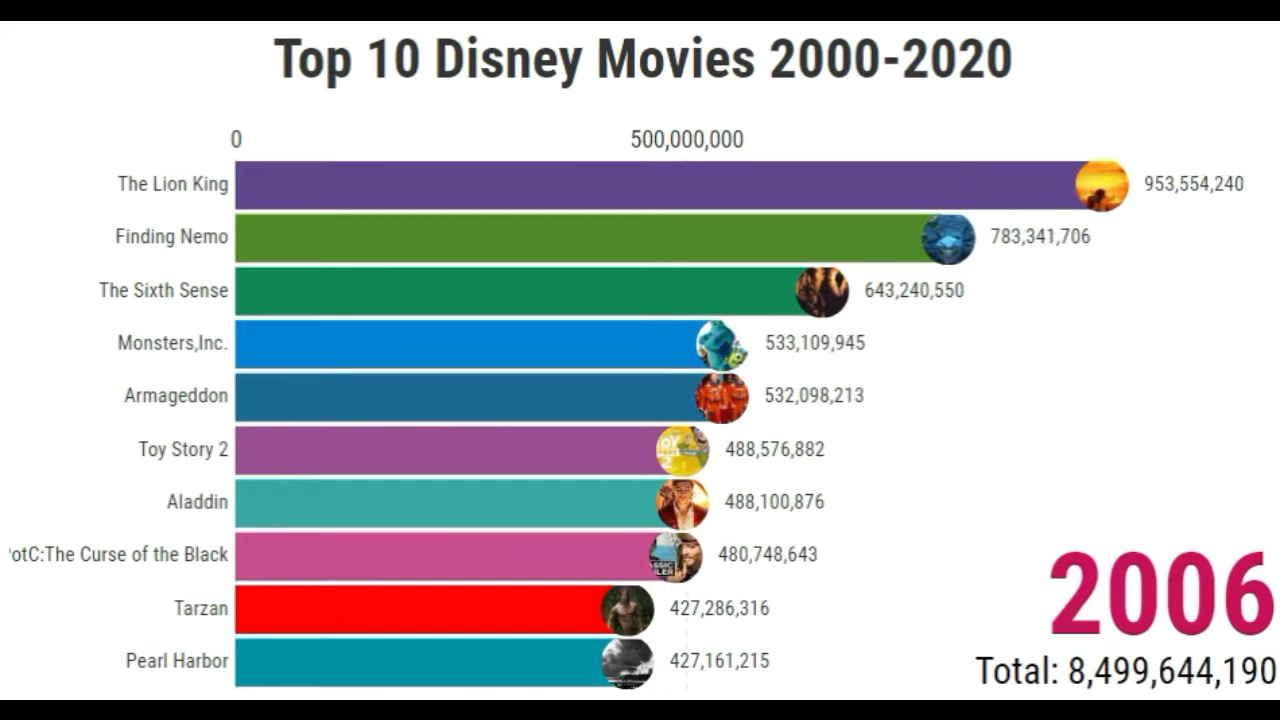 Top 10 Disney Movies 2000-2020
0 500,000,000
The Lion King 953,554,240
Finding Nemo 783,341,706
The Sixth Sense 643,240,550
Monsters,Inc. 533,109,945
Armageddon 532,098,213
Toy Story 2 488,576,882
Aladdin 488,100,876
otC:The Curse of the Black 480,748,643
Tarzan 427,286,316
Pearl Harbor 427,161,215
2006
Total: 8,499,644,190